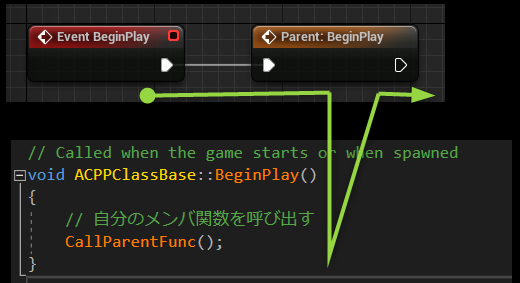 Event BeginPlay
Parent: BeginPlay
// Called when the game starts or when spawned
void ACPPClassBase::BeginPlay()
{
// 自分のメンバ関数を呼び出す
CallParentFunc();
}